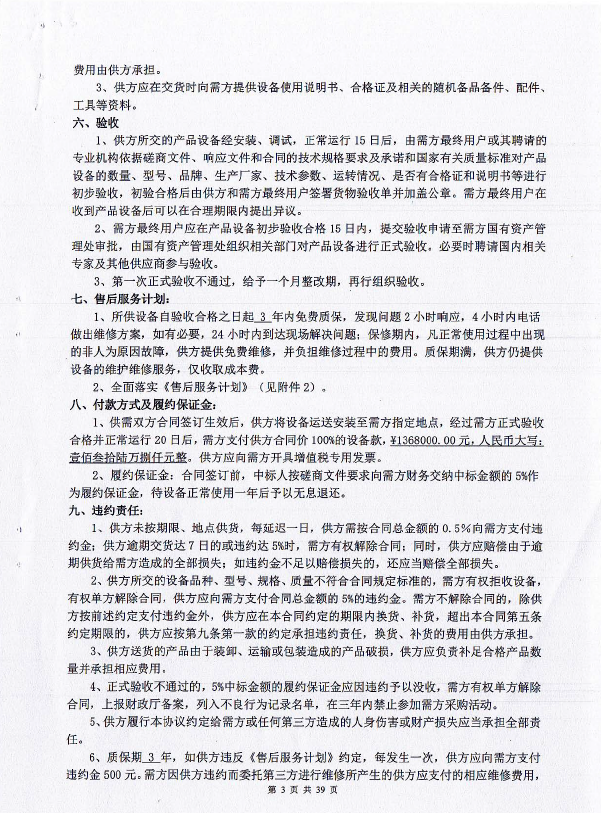 费用由供方承担。
3、供方应在交货时向需方提供设备使用说明书、合格证及相关的随机备品备件、配件、
工具等资料。
六、验收
1、供方所交的产品设备经安装、调试，正常运行 15 日后，由需方最终用户或其聘请的
专业机构依据磋商文件、响应文件和合同的技术规格要求及承诺和国家有关质量标准对产品
设备的数量、型号、品牌、生产厂家、技术参数、运转情况、是否有合格证和说明书等进行
初步验收，初验合格后由供方和需方最终用户签署货物验收单并加盖公章。需方最终用户在
收到产品设备后可以在合理期限内提出异议。
2、需方最终用户应在产品设备初步验收合格 15 日内，提交验收申请至需方国有资产管
理处审批，由国有资产管理处组织相关部门对产品设备进行正式验收。必要时聘请国内相关
专家及其他供应商参与验收。
3、第一次正式验收不通过，给予一个月整改期，再行组织验收。
七、售后服务计划：
1、所供设备自验收合格之日起 3 年内免费质保，发现问题 2 小时响应，4 小时内电话
做出维修方案，如有必要，24 小时内到达现场解决问题；保修期内，凡正常使用过程中出现
的非人为原因故障，供方提供免费维修，并负担维修过程中的费用。质保期满，供方仍提供
设备的维护维修服务，仅收取成本费。
2、全面落实《售后服务计划》（见附件 2）。
八、付款方式及履约保证金：
1、供需双方合同签订生效后，供方将设备运送安装至需方指定地点，经过需方正式验收
合格并正常运行 20 日后，需方支付供方合同价 100%的设备款，¥1368000.00 元，人民币大写：
壹佰叁拾陆万捌仟元整。供方应向需方开具增值税专用发票。
2、履约保证金：合同签订前，中标人按磋商文件要求向需方财务交纳中标金额的 5%作
为履约保证金，待设备正常使用一年后予以无息退还。
九、违约责任：
1、供方未按期限、地点供货，每延迟一日，供方需按合同总金额的 0.5%向需方支付违
约金；供方逾期交货达 7 日的或违约达 5%时，需方有权解除合同；同时，供方应赔偿由于逾
期供货给需方造成的全部损失；如违约金不足以赔偿损失的，还应当赔偿全部损失。
2、供方所交的设备品种、型号、规格、质量不符合合同规定标准的，需方有权拒收设备，
有权单方解除合同，供方应向需方支付合同总金额的 5%的违约金。需方不解除合同的，除供
方按前述约定支付违约金外，供方应在本合同约定的期限内换货、补货，超出本合同第五条
约定期限的，供方应按第九条第一款的约定承担违约责任，换货、补货的费用由供方承担。
3、供方送货的产品由于装卸、运输或包装造成的产品破损，供方应负责补足合格产品数
量并承担相应费用。
4、正式验收不通过的，5%中标金额的履约保证金应因违约予以没收，需方有权单方解除
合同，上报财政厅备案，列入不良行为记录名单，在三年内禁止参加需方采购活动。
5、供方履行本协议约定给需方或任何第三方造成的人身伤害或财产损失应当承担全部责
任。
6、质保期 3 年，如供方违反《售后服务计划》约定，每发生一次，供方应向需方支付
违约金 500 元。需方因供方违约而委托第三方进行维修所产生的供方应支付的相应维修费用，
第 3 页 共 39 页